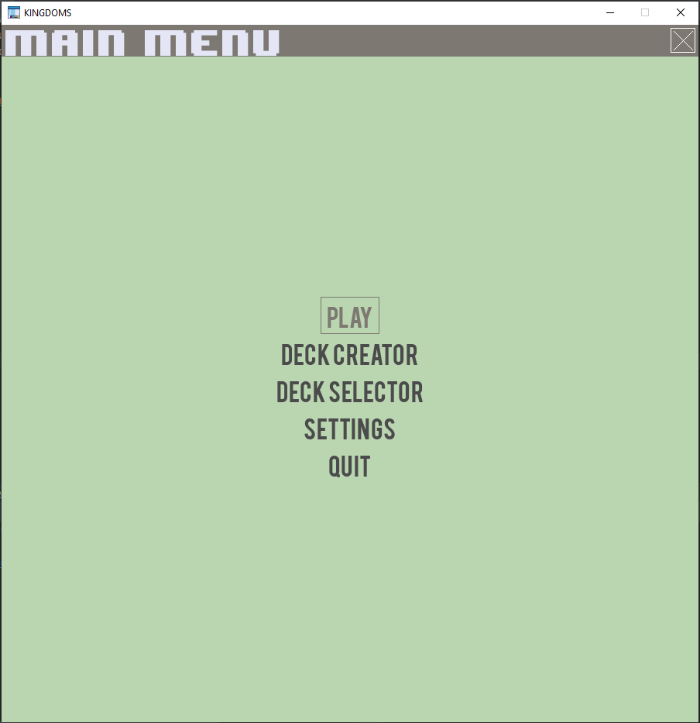 KINGDOMS
MAIN MENU
PLAY
DECK CREATOR
DECK SELECTOR
SETTINGS
QUIT